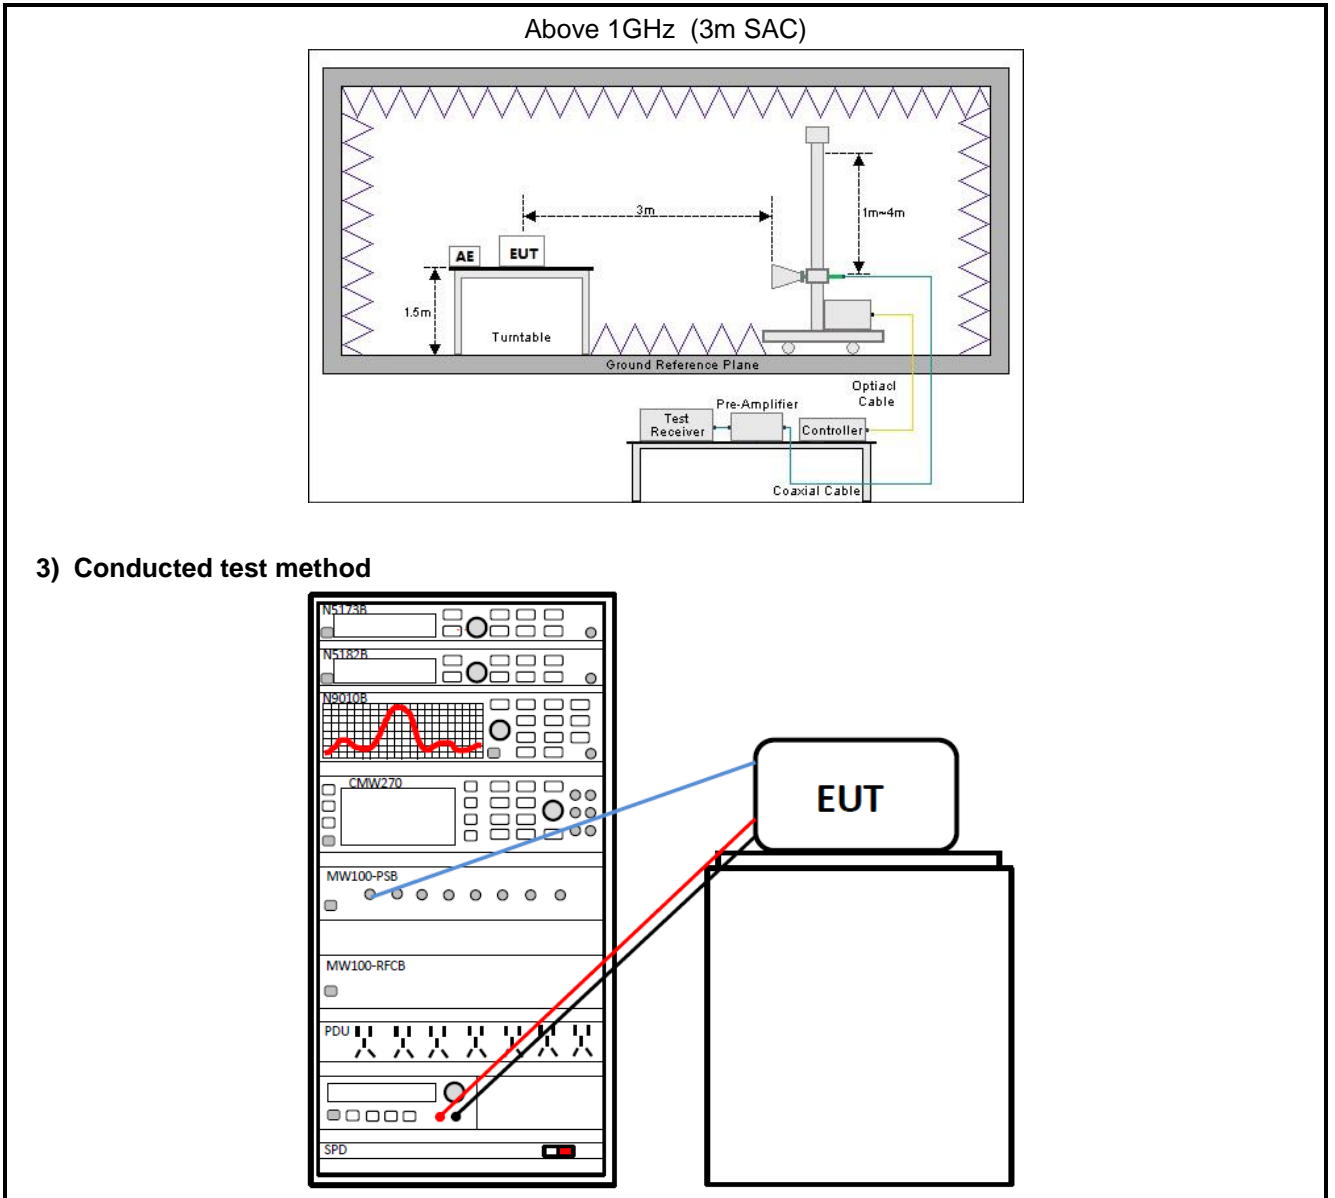 Above 1GHz (3m SAC)
3m
1m~4m
AE
EUT
1.5m
Turntable
Ground Reference Plane
Optiacl
Cable
Pre-Amplifier
Test
Receiver
Controller
Coaxial Cable
3) Conducted test method
N5173B
N5182B
N9010B
CMW270
EUT
MW100-PSB
MW100-RFCB
PDU
SPD